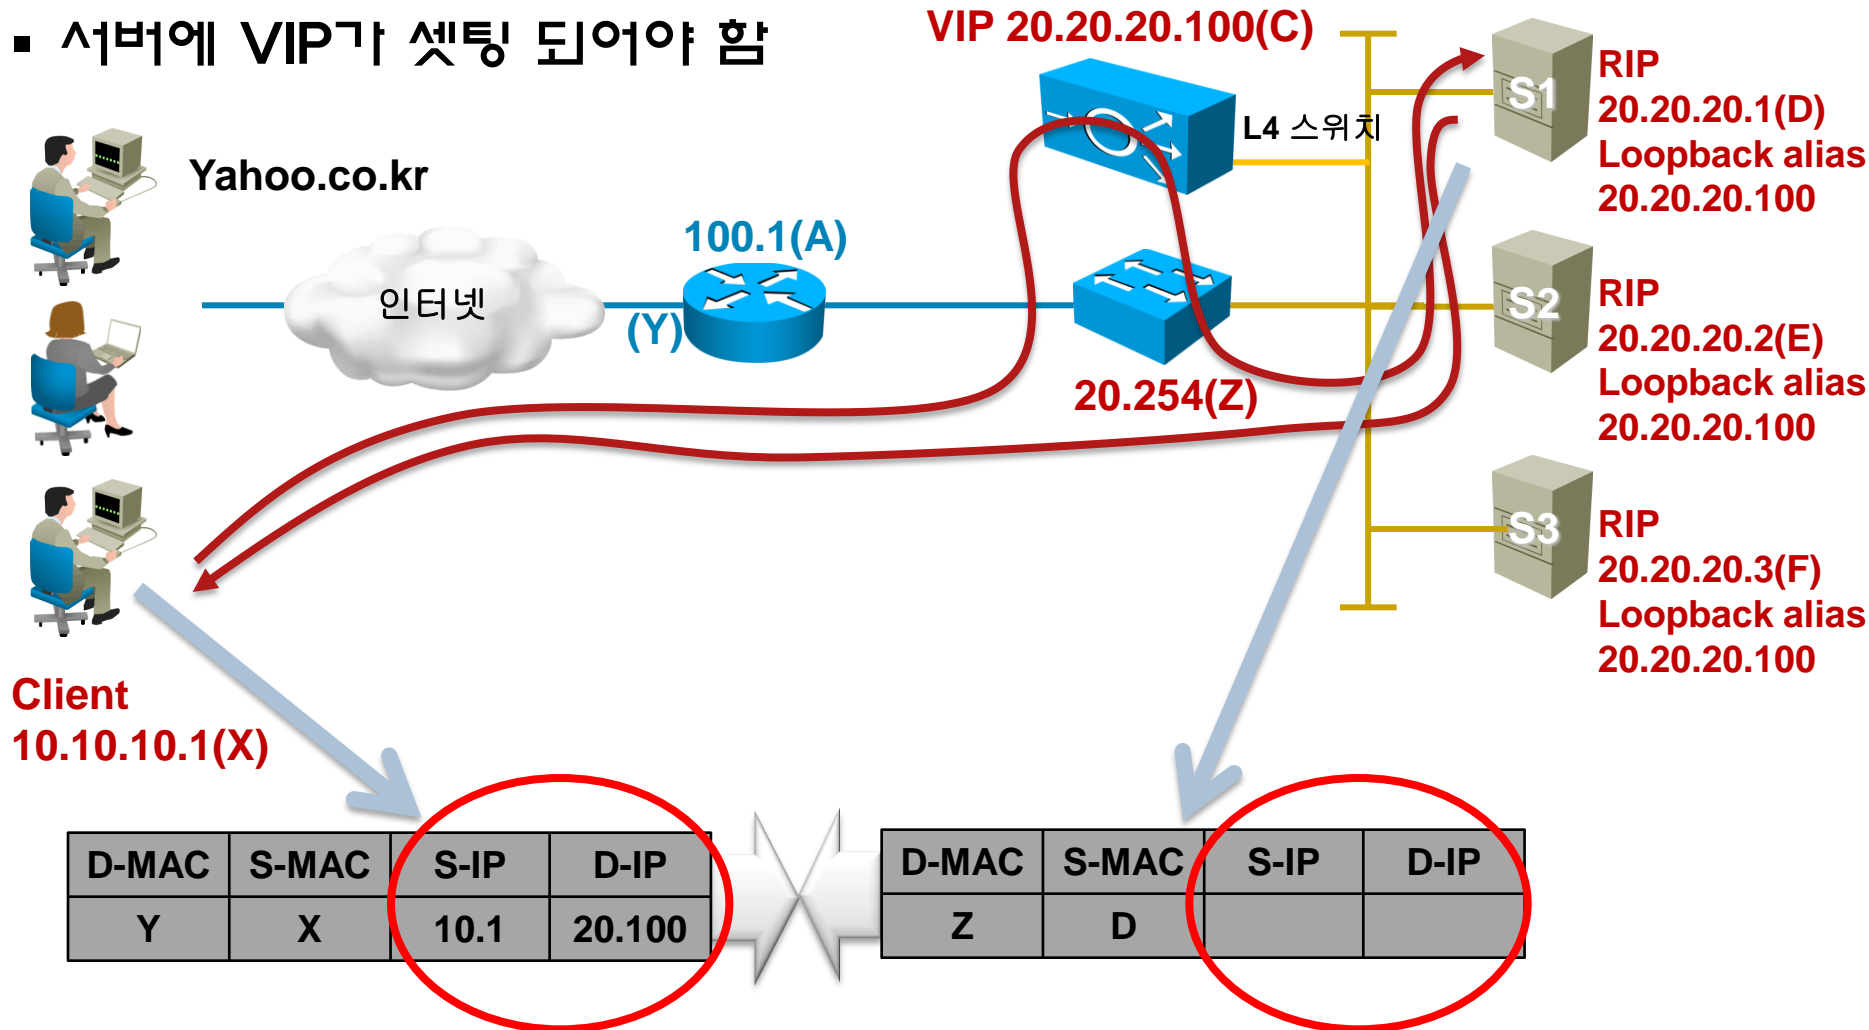 ▪ 서버에 VIP가 셋팅 되어야 함
VIP 20.20.20.100(C)
Yahoo.co.kr
L4 스위치
S1
RIP
20.20.20.1(D)
Loopback alias
20.20.20.100
100.1(A)
인터넷
(Y)
20.254(Z)
S2
RIP
20.20.20.2(E)
Loopback alias
20.20.20.100
S3
RIP
20.20.20.3(F)
Loopback alias
20.20.20.100
Client
10.10.10.1(X)
D-MAC S-MAC S-IP D-IP
Y X 10.1 20.100
D-MAC S-MAC S-IP D-IP
Z D